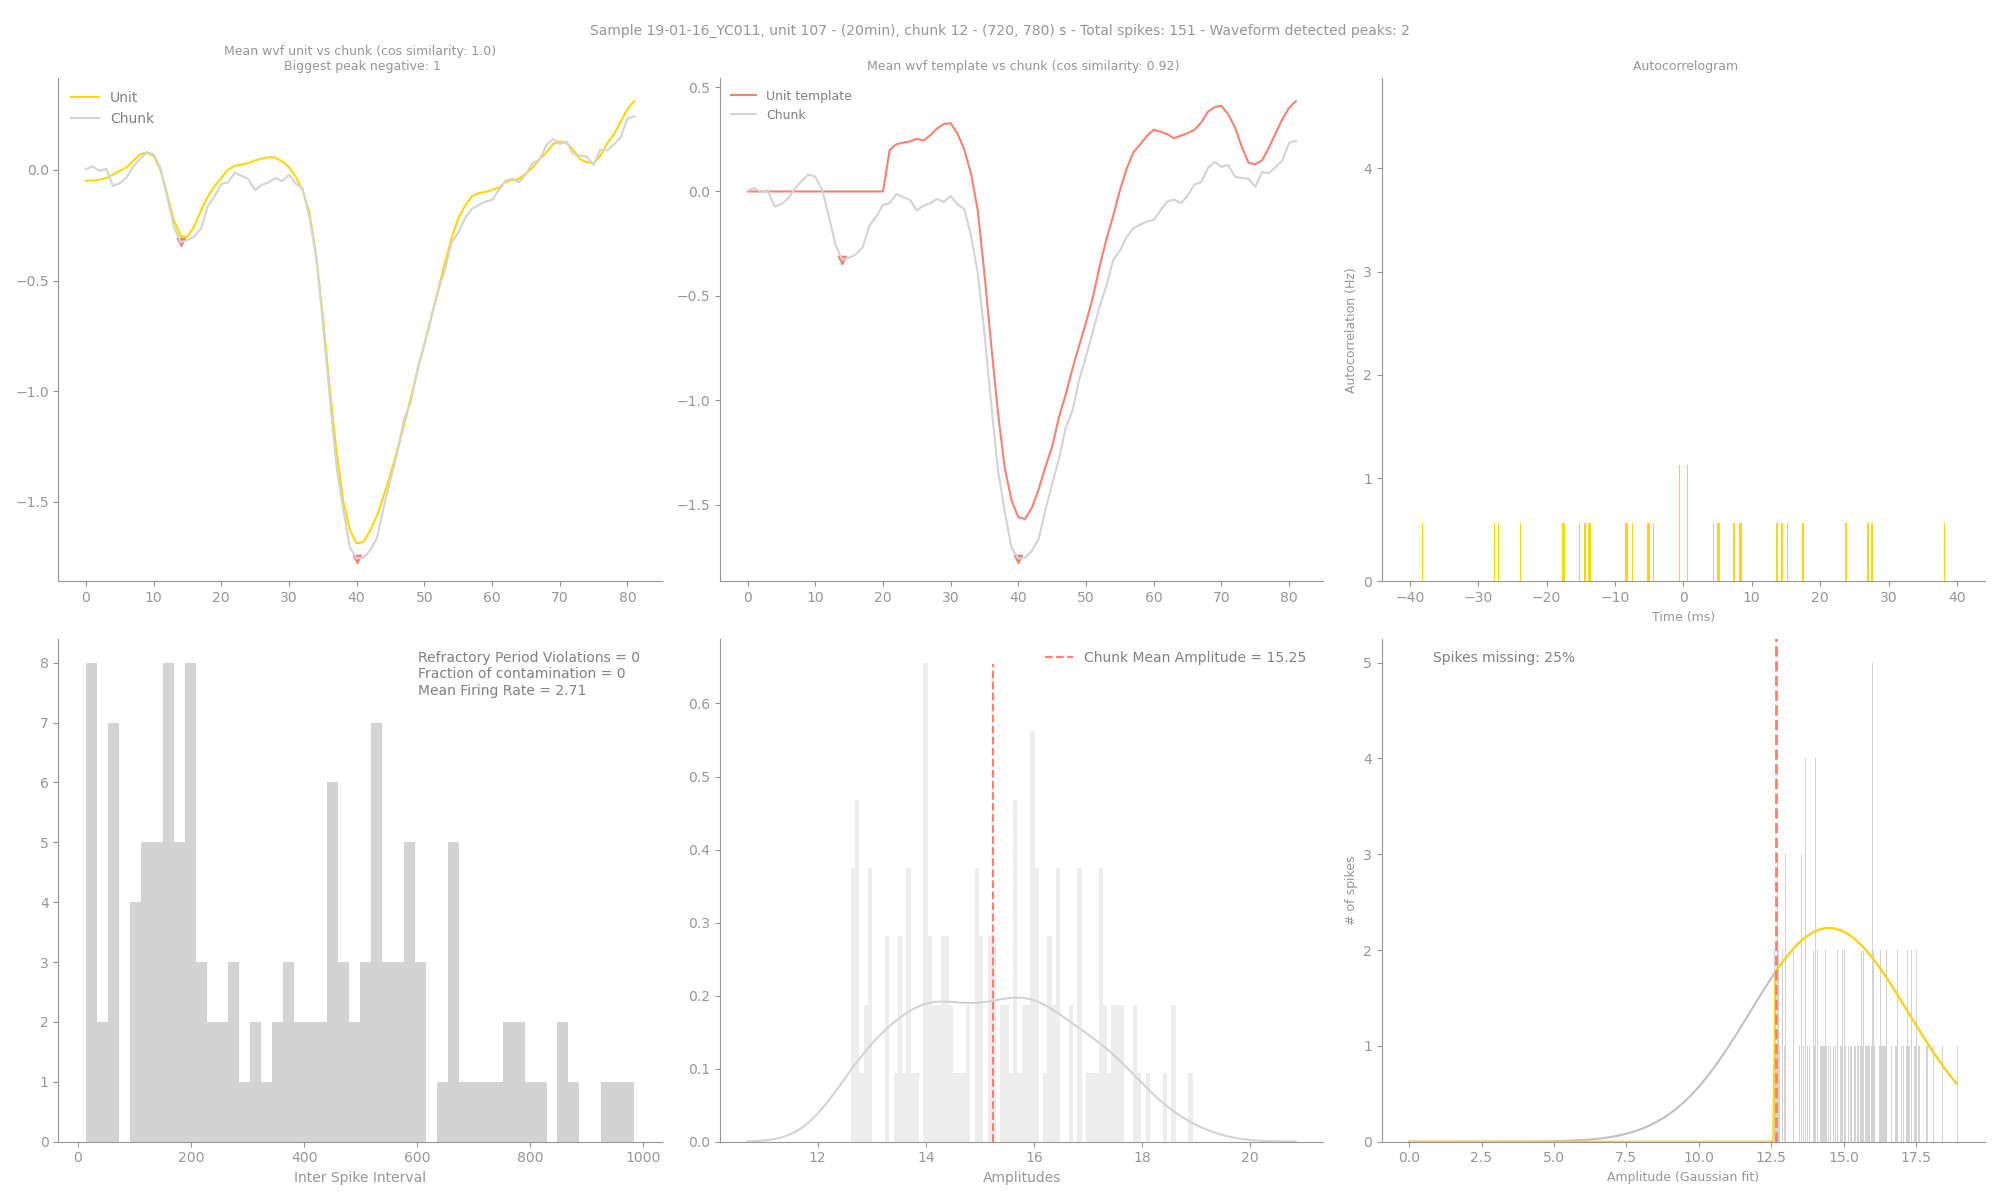 Sample 19-01-16_YC011, unit 107 - (20min), chunk 12 - (720, 780) s - Total spikes: 151 - Waveform detected peaks: 2
Mean wvf unit vs chunk (cos similarity: 1.0)
Biggest peak negative: 1
Unit
Chunk
0.0
−0.5
−1.0
−1.5
0 10 20 30 40 50 60 70 80
Mean wvf template vs chunk (cos similarity: 0.92)
Unit template
Chunk
0.5
0.0
−0.5
−1.0
−1.5
0 10 20 30 40 50 60 70 80
Autocorrelogram
Autocorrelation (Hz)
4
3
2
1
0
−40 −30 −20 −10 0 10 20 30 40
Time (ms)
Refractory Period Violations = 0
Fraction of contamination = 0
Mean Firing Rate = 2.71
8
7
6
5
4
3
2
1
0
0 200 400 600 800 1000
Inter Spike Interval
Chunk Mean Amplitude = 15.25
0.6
0.5
0.4
0.3
0.2
0.1
0.0
12 14 16 18 20
Amplitudes
Spikes missing: 25%
# of spikes
5
4
3
2
1
0
0.0 2.5 5.0 7.5 10.0 12.5 15.0 17.5
Amplitude (Gaussian fit)